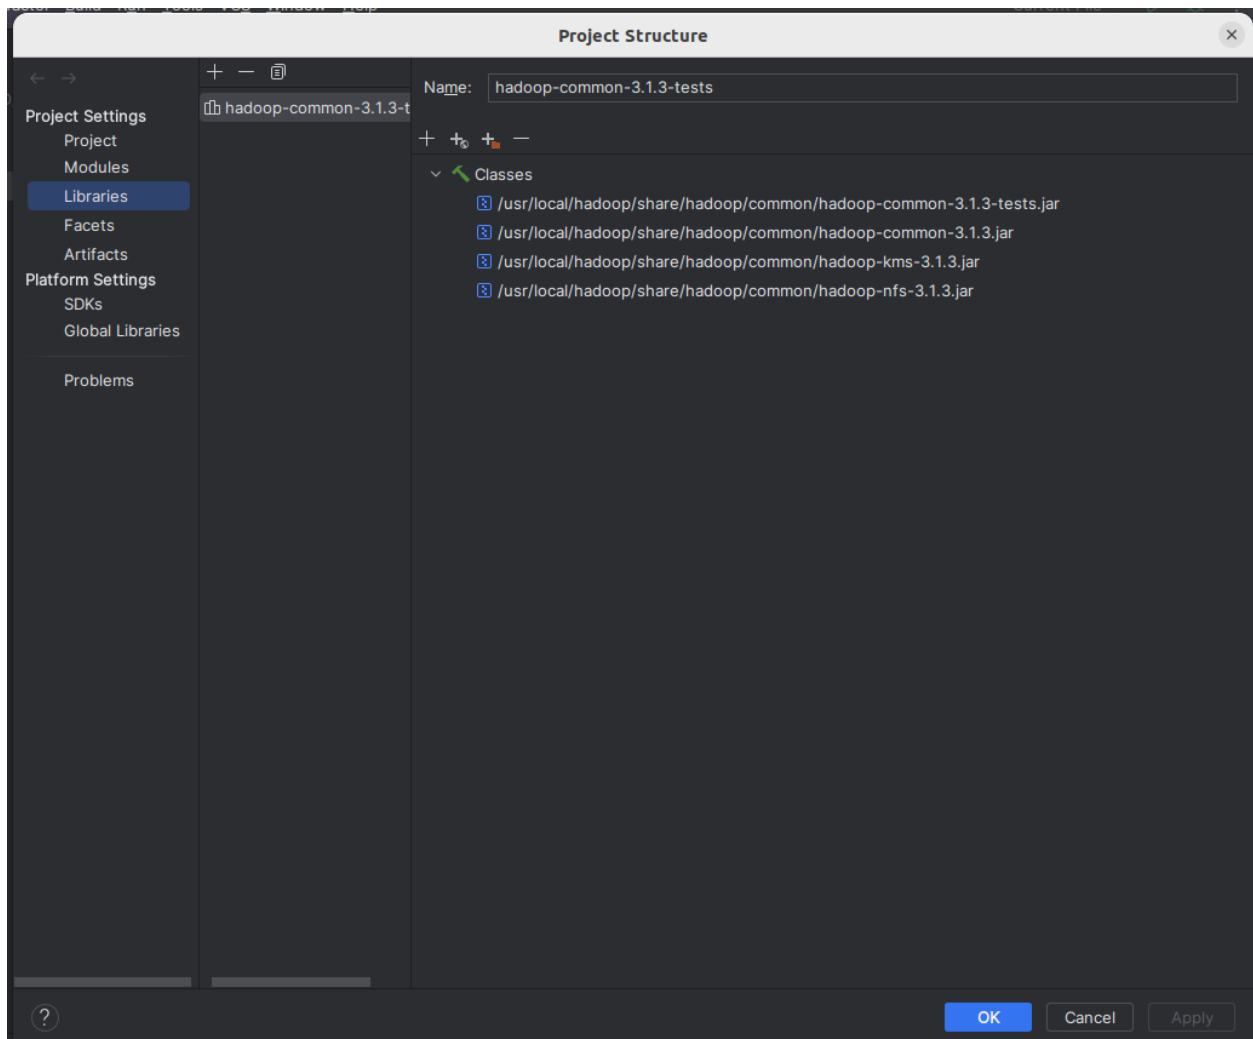 Project Structure
Project Settings
Project
Modules
Libraries
Facets
Artifacts
Platform Settings
SDKs
Global Libraries
Problems
hadoop-common-3.1.3-t
Name: hadoop-common-3.1.3-tests
Classes
/usr/local/hadoop/share/hadoop/common/hadoop-common-3.1.3-tests.jar
/usr/local/hadoop/share/hadoop/common/hadoop-common-3.1.3.jar
/usr/local/hadoop/share/hadoop/common/hadoop-kms-3.1.3.jar
/usr/local/hadoop/share/hadoop/common/hadoop-nfs-3.1.3.jar
?
OK Cancel Apply